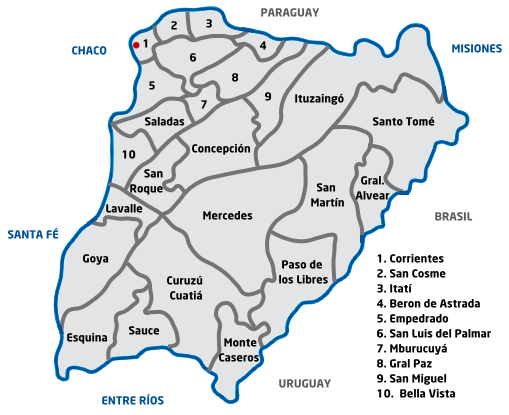 PARAGUAY
CHACO
MISIONES
1
2
3
4
5
6
7
8
9
10
Ituzaingó
Santo Tomé
Saladas
Concepción
San
Roque
Lavalle
Mercedes
San
Martín
Gral.
Alvear
BRASIL
SANTA FÉ
Goya
Curuzú
Cuatiá
Paso de
los Libres
Esquina
Sauce
Monte
Caseros
ENTRE RÍOS
URUGUAY
1. Corrientes
2. San Cosme
3. Itatí
4. Beron de Astrada
5. Empedrado
6. San Luis del Palmar
7. Mburucuyá
8. Gral Paz
9. San Miguel
10. Bella Vista